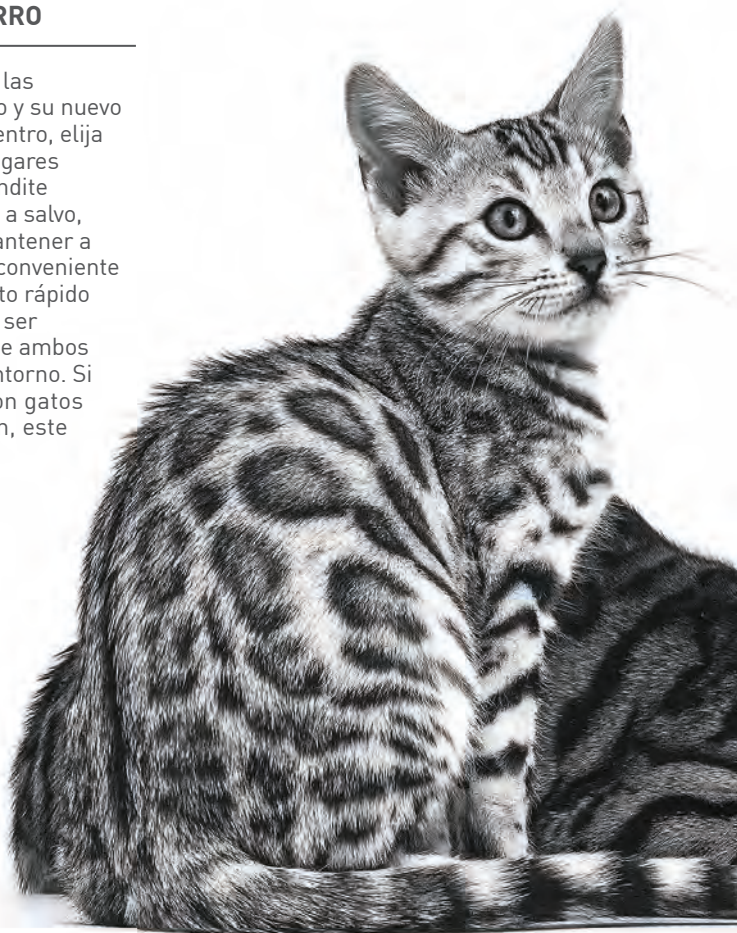 RRO
las
o y su nuevo
entro, elija
gares
ndite
a salvo,
antener a
conveniente
to rápido
ser
e ambos
ntorno. Si
on gatos
n, este